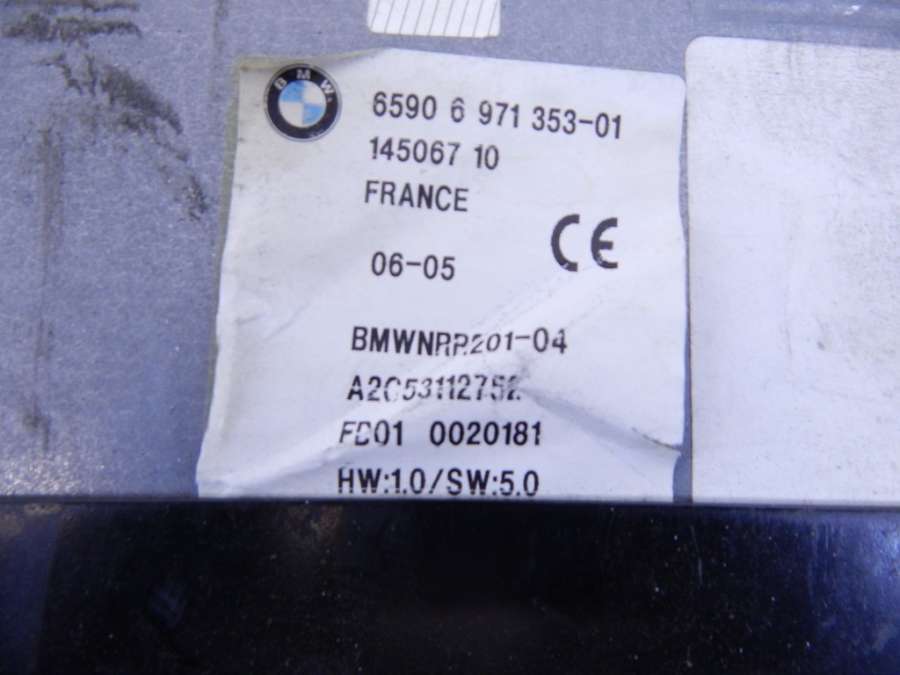 BMW
6590 6 971 353-01
145067 10
FRANCE
CE
06-05
BMWNRR201-04
A2C53112752
FD01 0020181
HW:1.0/SW:5.0